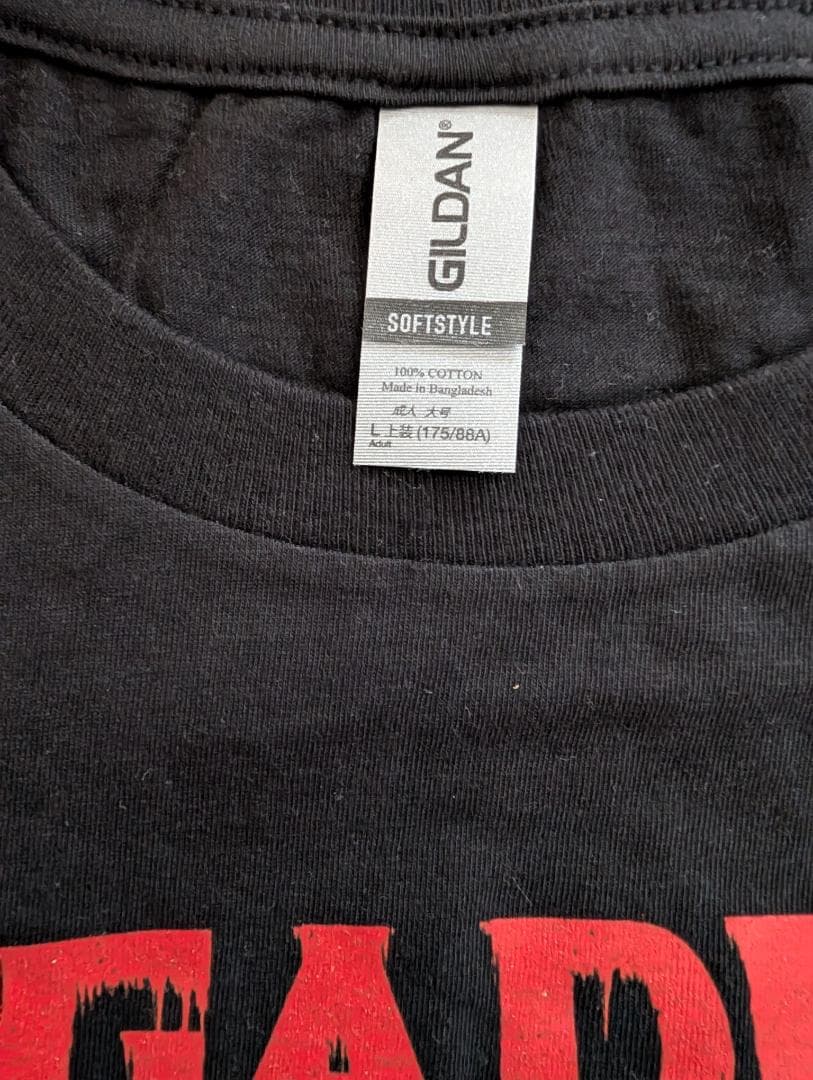 GILDAN®
SOFTSTYLE
100% COTTON
Made in Bangladesh
成人 大号
L 上装 (175/88A)
Adult